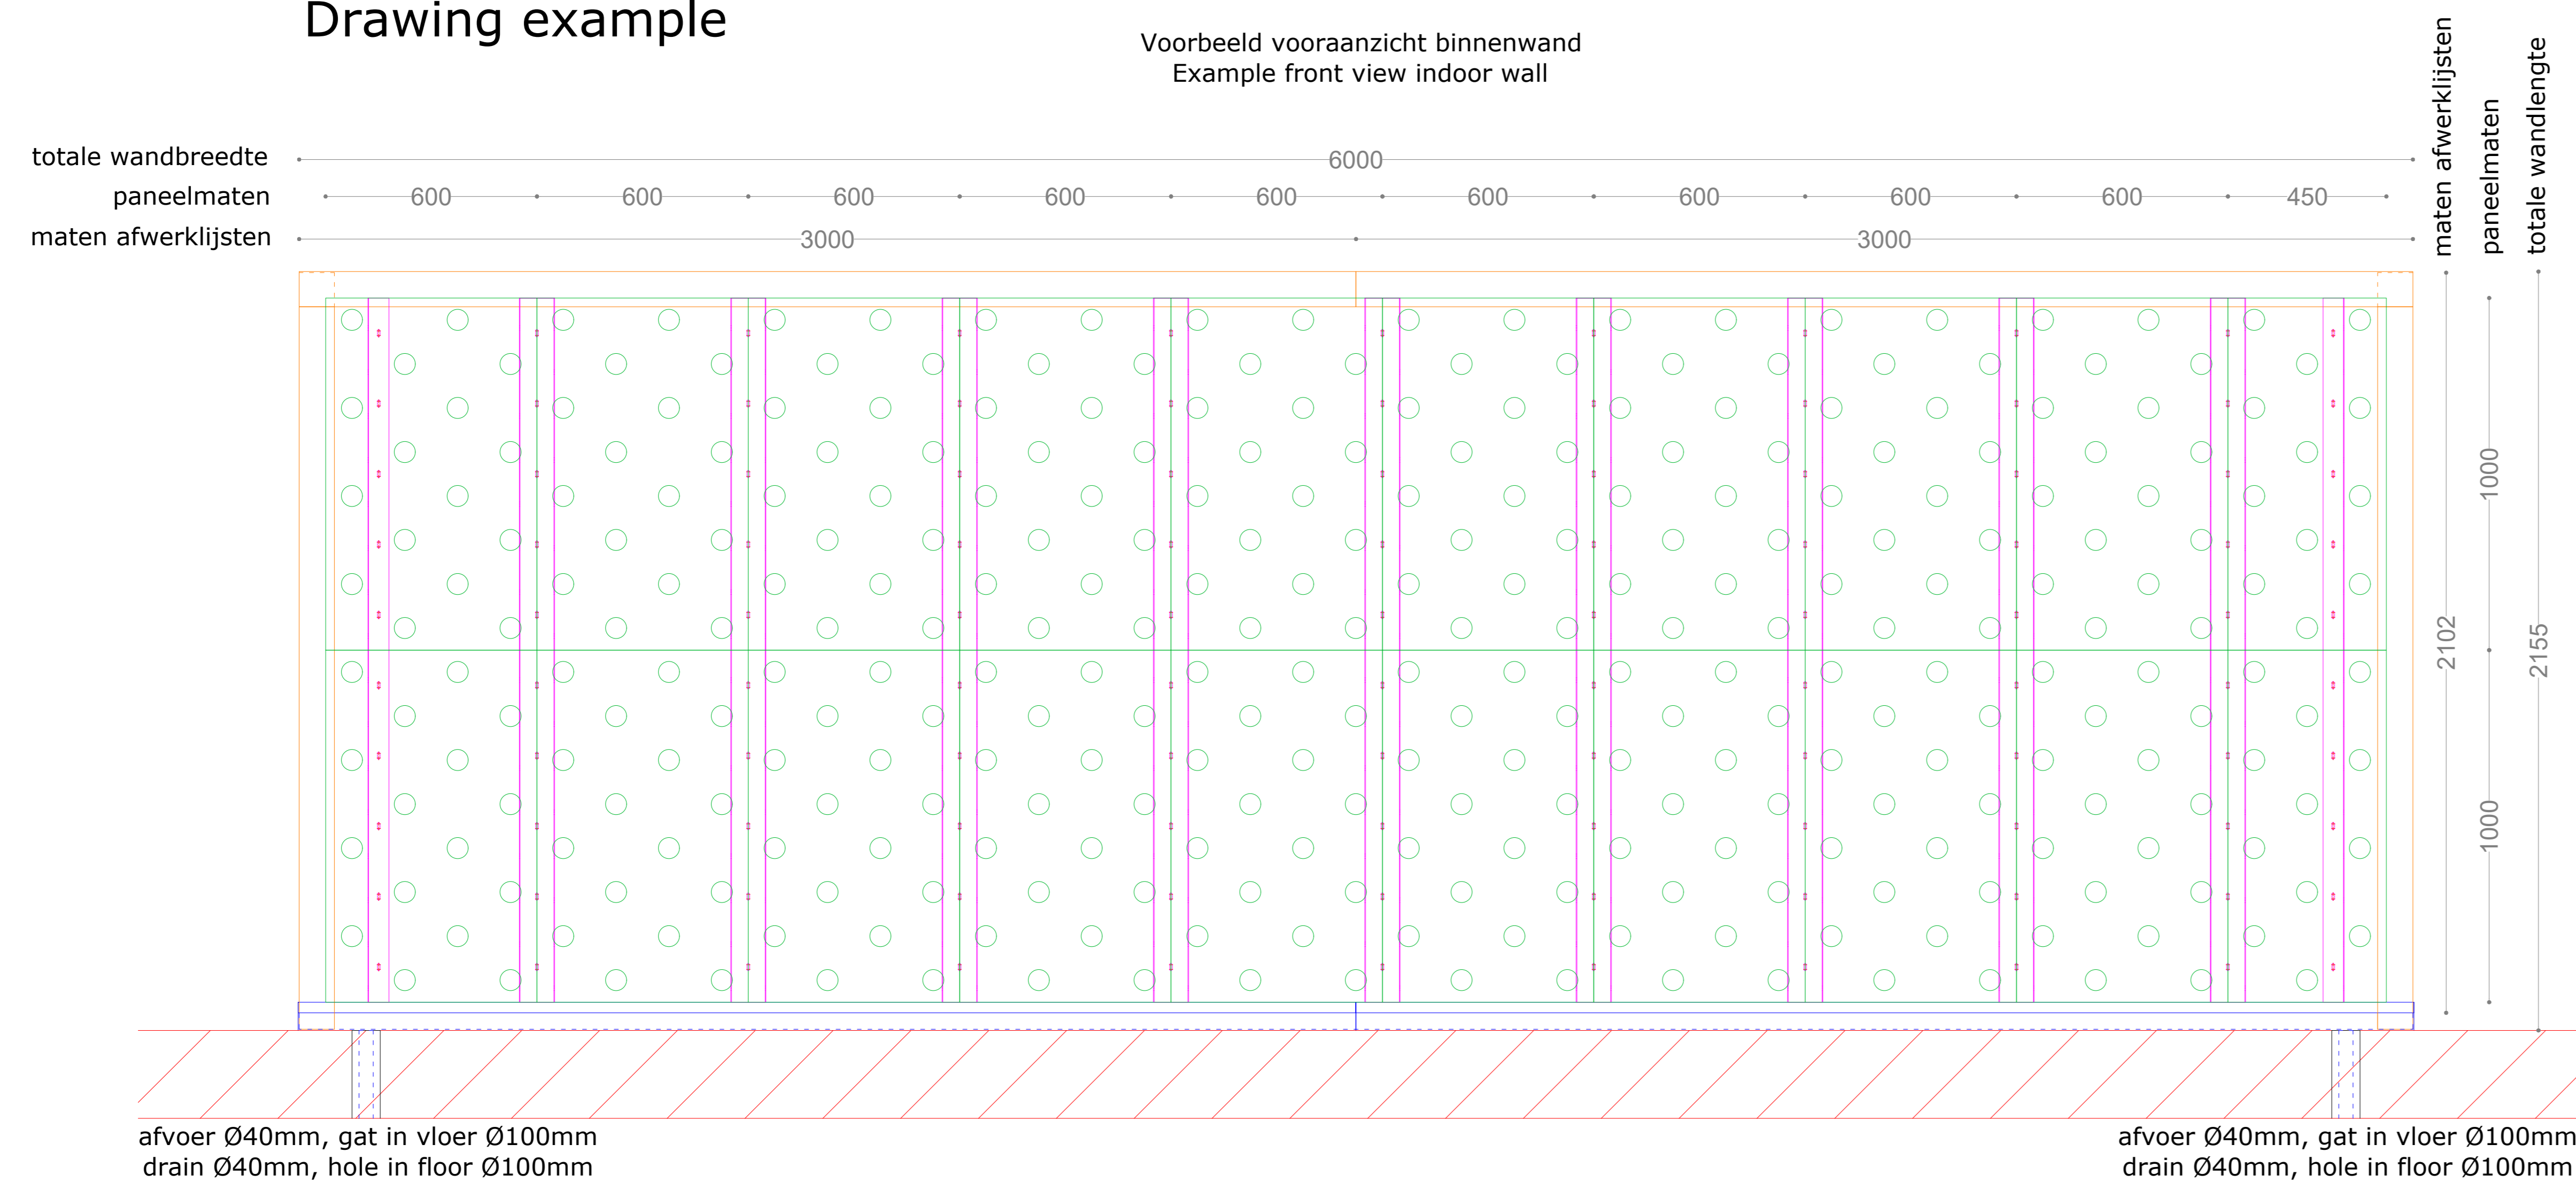 Drawing example
Voorbeeld vooraanzicht binnenwand
Example front view indoor wall
maten afwerklijsten
paneelmaten
totale wandlengte
totale wandbreedte
6000
paneelmaten
600 600 600 600 600 600 600 600 600 450
maten afwerklijsten
3000 3000
1000
2102
2155
1000
afvoer Ø40mm, gat in vloer Ø100mm
drain Ø40mm, hole in floor Ø100mm
afvoer Ø40mm, gat in vloer Ø100mm
drain Ø40mm, hole in floor Ø100mm